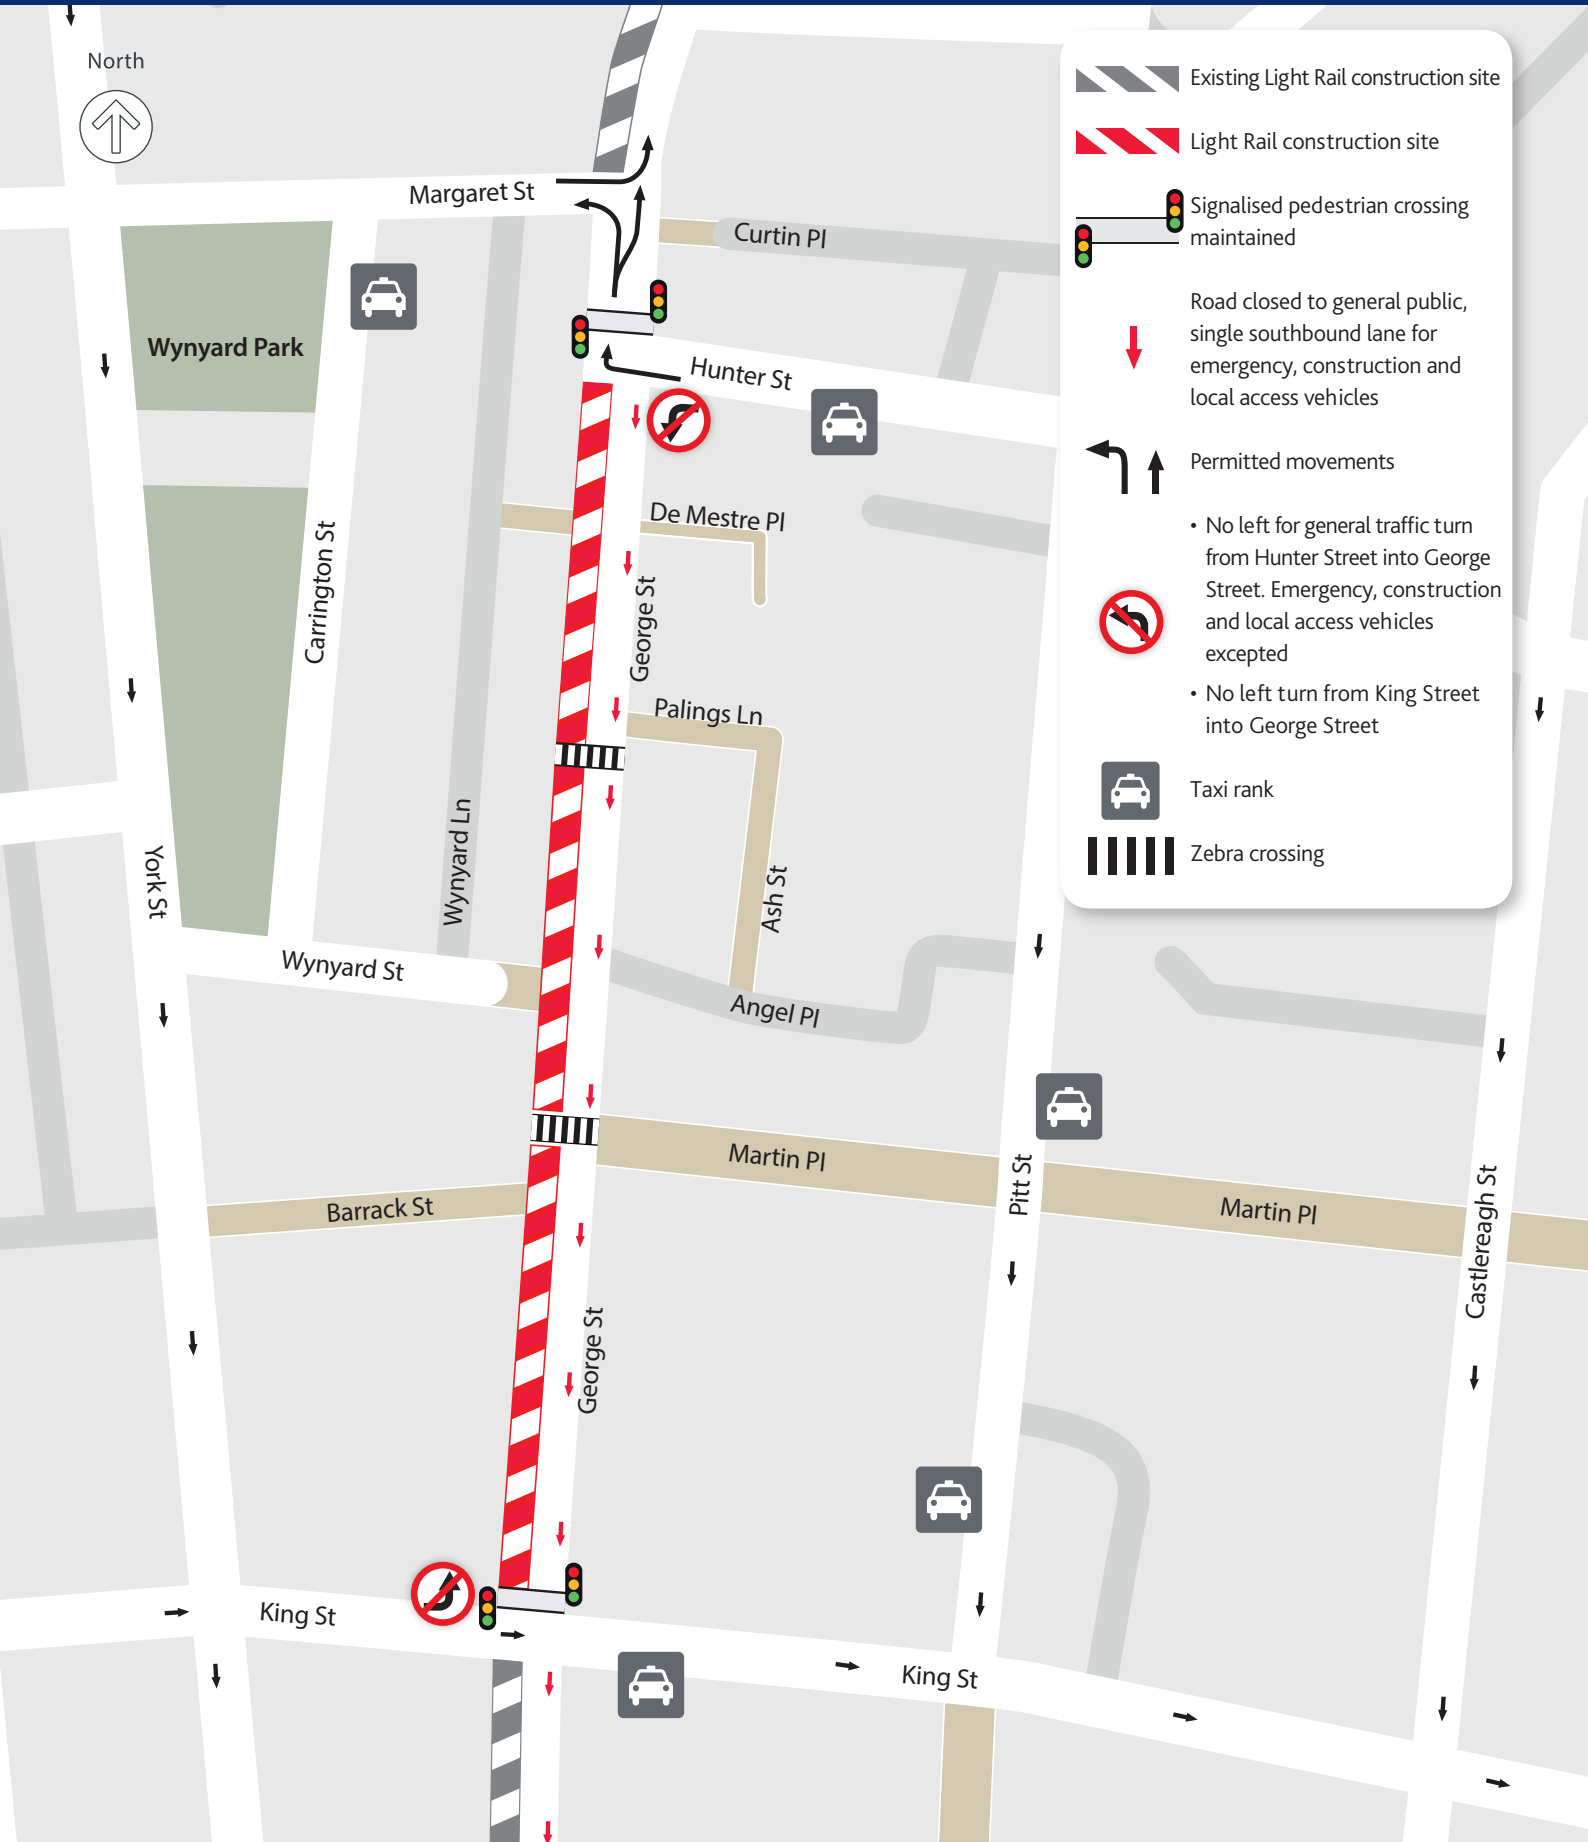 North
Margaret St
Curtin Pl
Wynyard Park
Hunter St
De Mestre Pl
Carrington St
George St
Palings Ln
Wynyard Ln
York St
Ash St
Wynyard St
Angel Pl
Martin Pl
Barrack St
Pitt St
Martin Pl
Castlereagh St
George St
King St
King St
Existing Light Rail construction site
Light Rail construction site
Signalised pedestrian crossing
maintained
Road closed to general public,
single southbound lane for
emergency, construction and
local access vehicles
Permitted movements
• No left for general traffic turn
from Hunter Street into George
Street. Emergency, construction
and local access vehicles
excepted
• No left turn from King Street
into George Street
Taxi rank
Zebra crossing